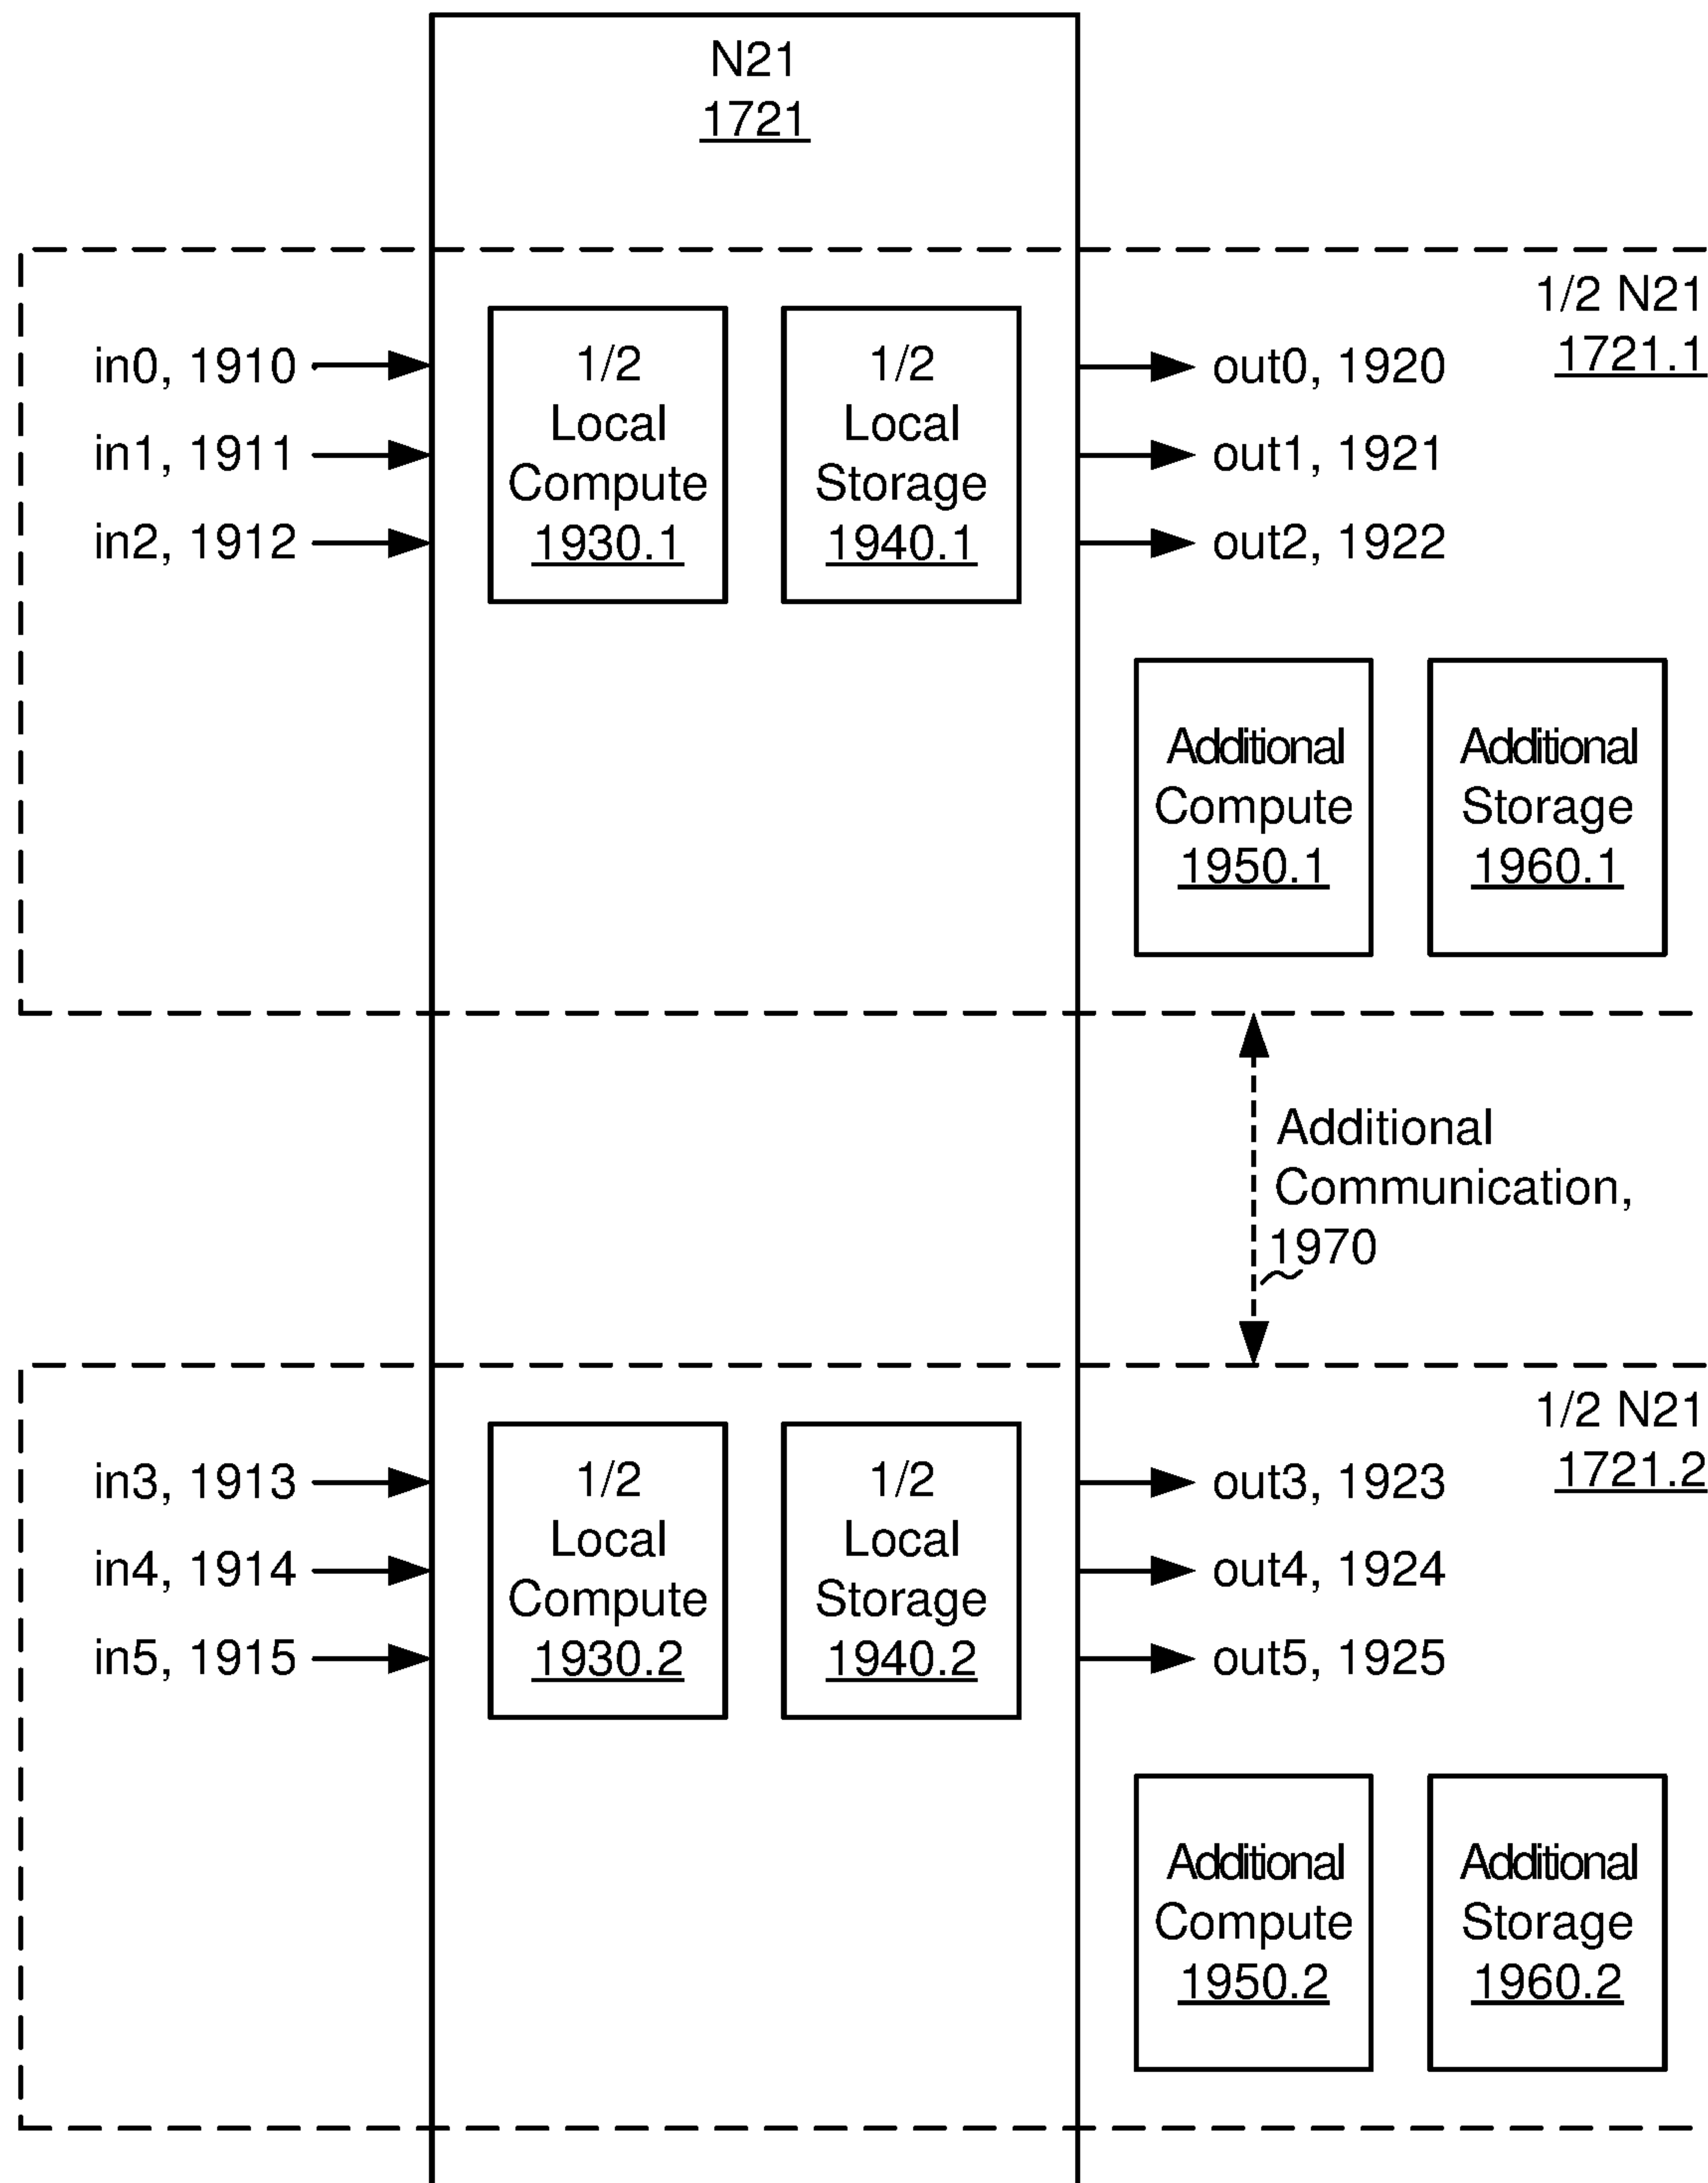 N21
1721
1/2 N21
1721.1
in0, 1910
in1, 1911
in2, 1912
1/2
Local
Compute
1930.1
1/2
Local
Storage
1940.1
out0, 1920
out1, 1921
out2, 1922
Additional
Compute
1950.1
Additional
Storage
1960.1
Additional
Communication,
1970
1/2 N21
1721.2
in3, 1913
in4, 1914
in5, 1915
1/2
Local
Compute
1930.2
1/2
Local
Storage
1940.2
out3, 1923
out4, 1924
out5, 1925
Additional
Compute
1950.2
Additional
Storage
1960.2